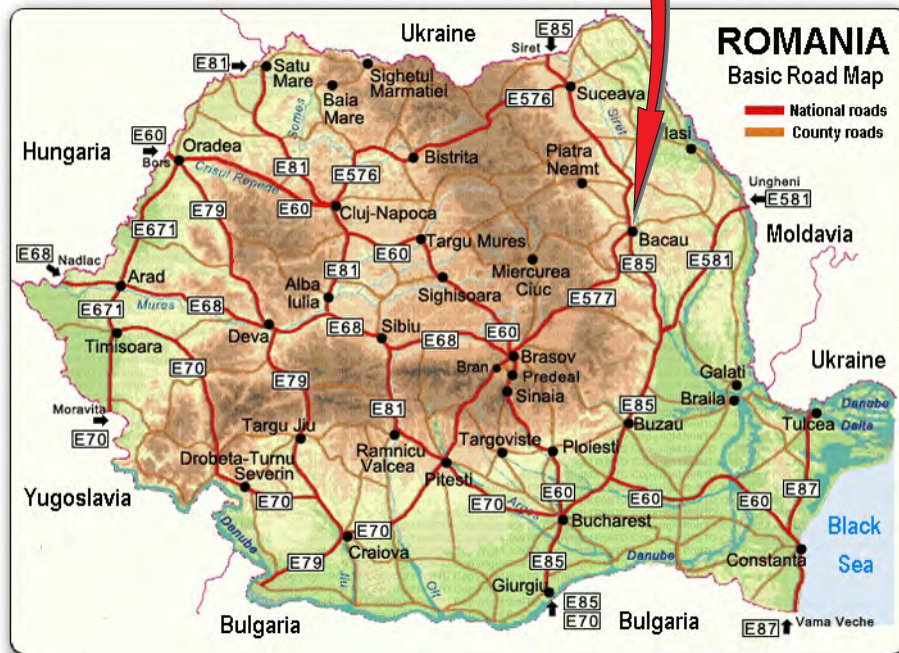 Ukraine
E85
Siret
ROMANIA
Basic Road Map
National roads
County roads
E81
Satu
Mare
Sighetul
Marmatiei
Baia
Mare
Somes
E576
Suceava
Siret
Iasi
Hungaria
E60
Bors
Oradea
Crisul Repede
E81
E576
Bistrita
Piatra
Neamt
Ungheni
E581
E79
E60
Cluj-Napoca
E671
Targu Mures
E60
Bacau
Moldavia
E68
Nadlac
Arad
Mures
E68
Alba
Iulia
E81
Sighisoara
Miercurea
Ciuc
E85
E581
E577
E671
Timisoara
Deva
E68
Sibiu
E68
E60
Brasov
Bran
Predeal
Sinaia
E70
E79
Ukraine
Galati
Braila
Moravita
E70
E81
Targu Jiu
Ramnicu
Valcea
Targoviste
Ploiesti
E85
Buzau
Tulcea
Danube
Delta
Drobeta-Turnu
Severin
Pitesti
Yugoslavia
E70
E70
Arges
E60
E60
E60
E87
Danube
E70
Craiova
Bucharest
Black
Sea
E79
Jiu
Olt
E85
Danube
Constanta
Giurgiu
Bulgaria
E85
E70
Bulgaria
E87
Vama Veche